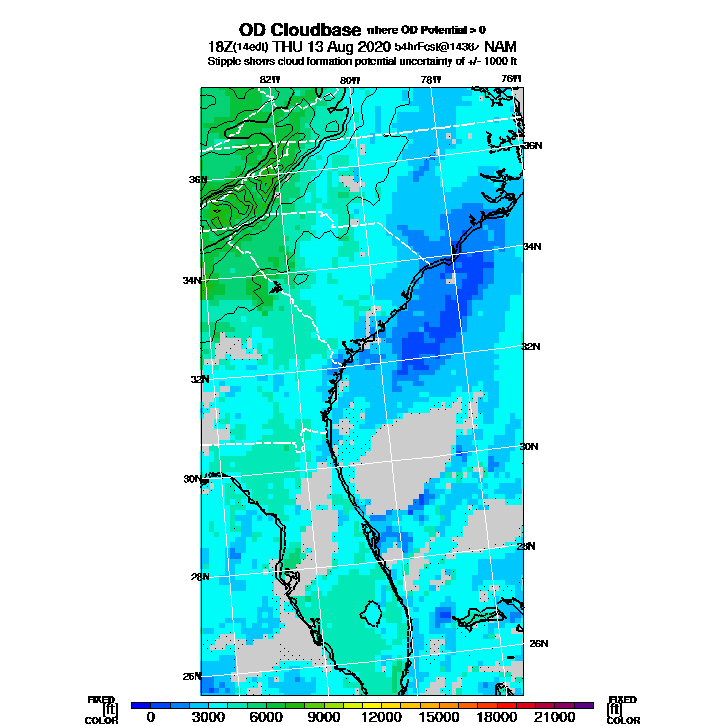 OD Cloudbase where OD Potential > 0
18Z(14edt) THU 13 Aug 2020 54hrFcst@1436z NAM
Stipple shows cloud formation potential uncertainty of +/- 1000 ft
82W 80W 78W 76W
36N
36N
34N
34N
32N
32N
30N
30N
28N
28N
26N
26N
FIXED FIXED
[ft] [ft]
COLOR COLOR
0 3000 6000 9000 12000 15000 18000 21000